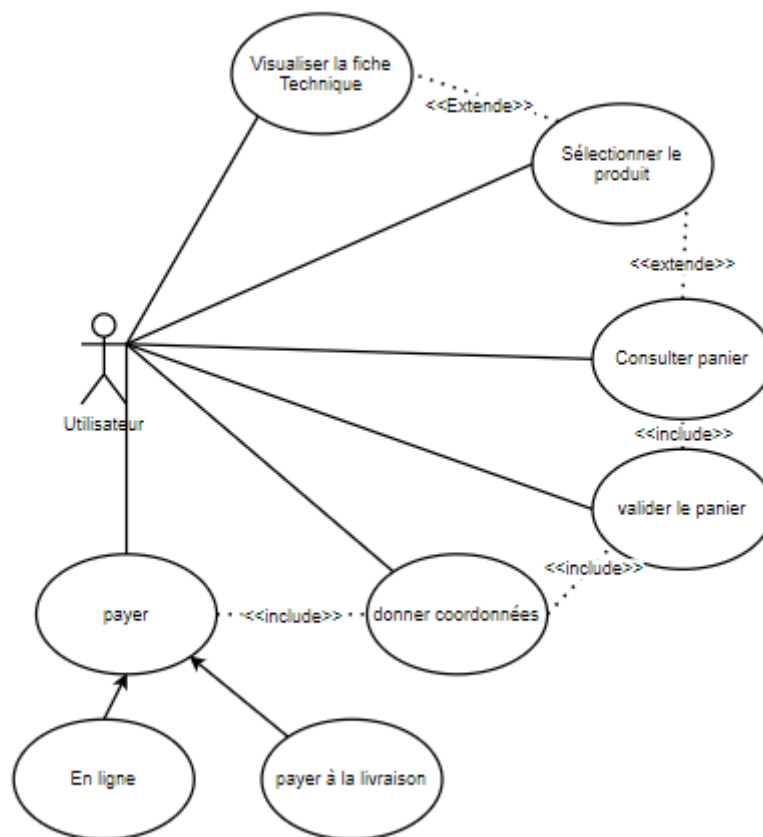 Visualiser la fiche
Technique
<<Extende>>
Sélectionner le
produit
<<extende>>
Consulter panier
Utilisateur
<<include>>
valider le panier
<<include>>
payer
<<include>>
donner coordonnées
En ligne
payer à la livraison